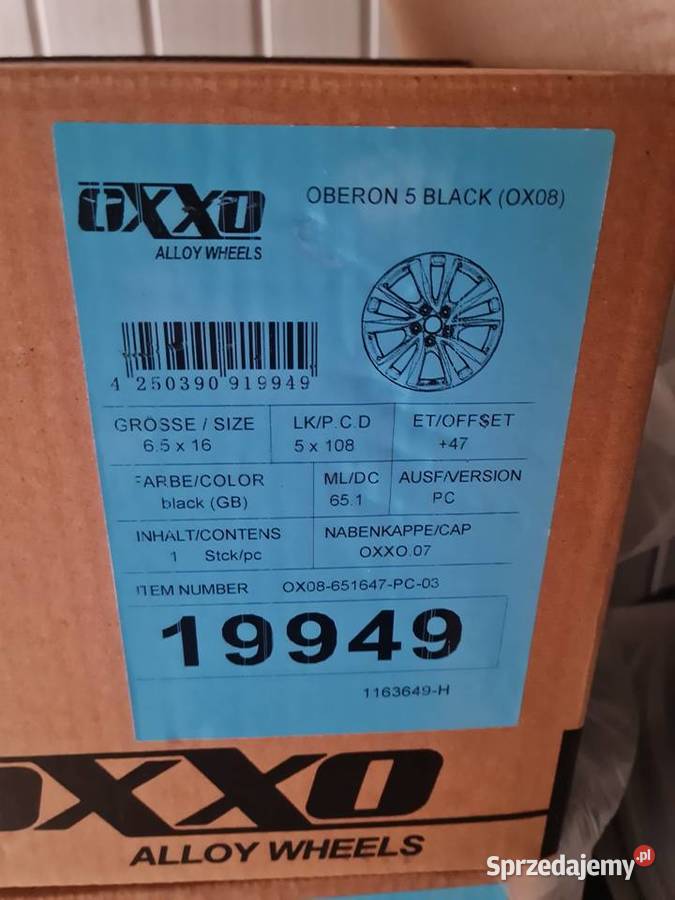 OXXO
ALLOY WHEELS
OBERON 5 BLACK (OX08)
4 250390 919949
GRÖSSE / SIZE
6.5 x 16
LK/P.C.D
5 x 108
ET/OFFSET
+47
FARBE/COLOR
black (GB)
ML/DC
65.1
AUSF/VERSION
PC
INHALT/CONTENS
1 Stck/pc
NABENKAPPE/CAP
OXXO.07
ITEM NUMBER
OX08-651647-PC-03
19949
1163649-H
OXXO
ALLOY WHEELS
Sprzedajemy.pl